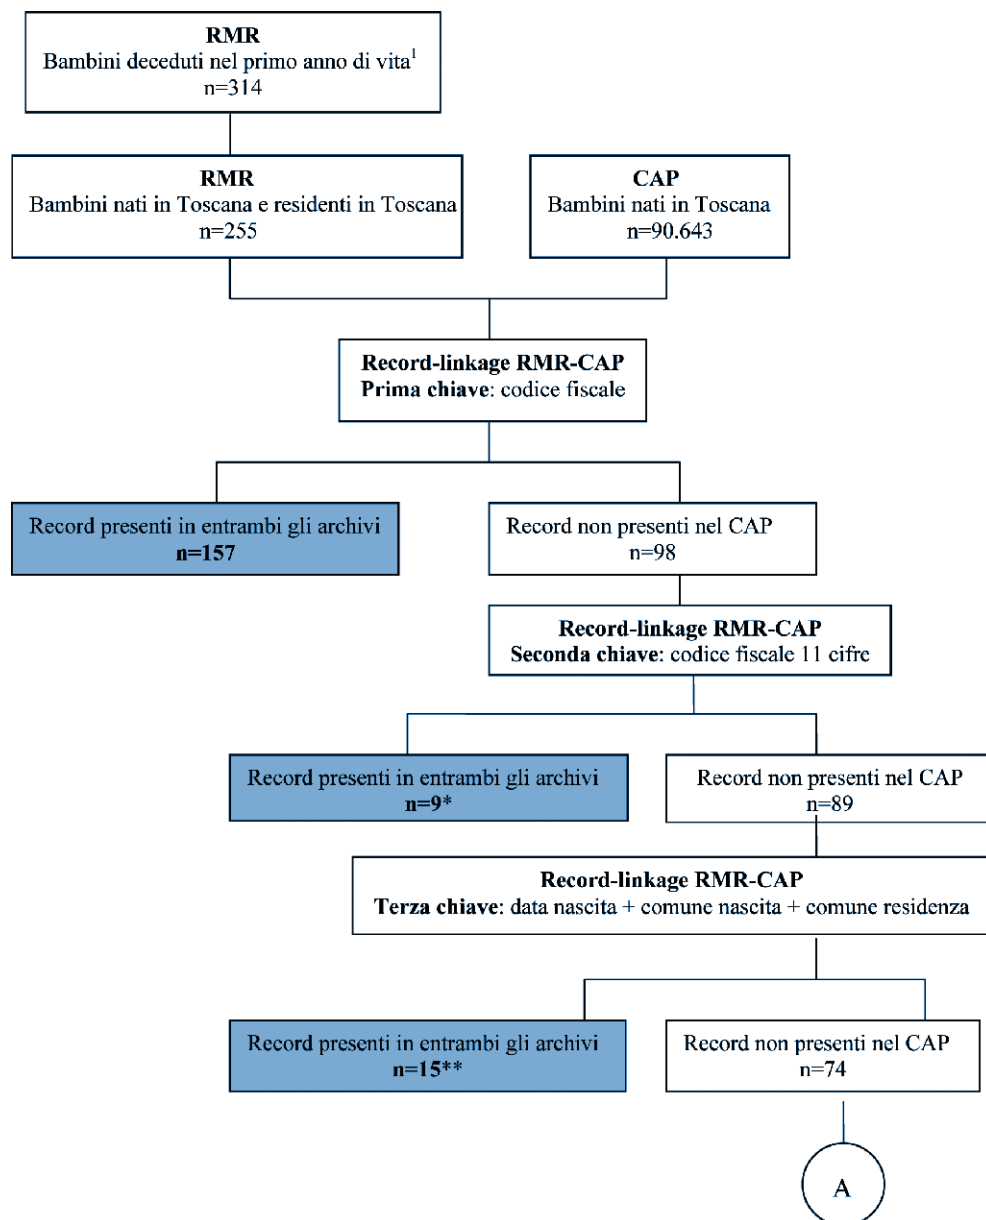 RMR
Bambini deceduti nel primo anno di vita¹
n=314
RMR
Bambini nati in Toscana e residenti in Toscana
n=255
CAP
Bambini nati in Toscana
n=90.643
Record-linkage RMR-CAP
Prima chiave: codice fiscale
Record presenti in entrambi gli archivi
n=157
Record non presenti nel CAP
n=98
Record-linkage RMR-CAP
Seconda chiave: codice fiscale 11 cifre
Record presenti in entrambi gli archivi
n=9*
Record non presenti nel CAP
n=89
Record-linkage RMR-CAP
Terza chiave: data nascita + comune nascita + comune residenza
Record presenti in entrambi gli archivi
n=15**
Record non presenti nel CAP
n=74
A